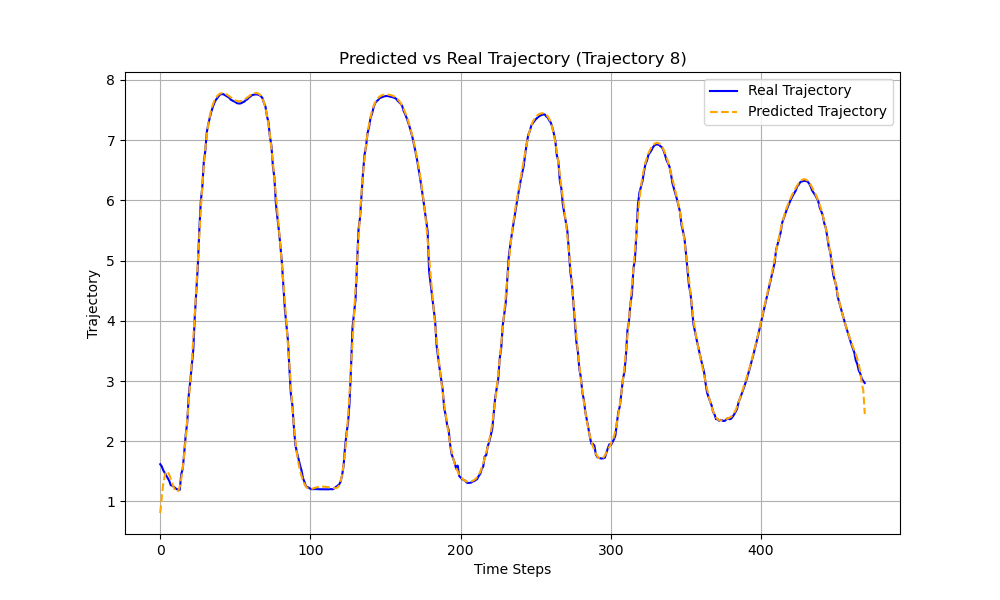 Predicted vs Real Trajectory (Trajectory 8)
Real Trajectory
Predicted Trajectory
Trajectory
8
7
6
5
4
3
2
1
0
100
200
300
400
Time Steps